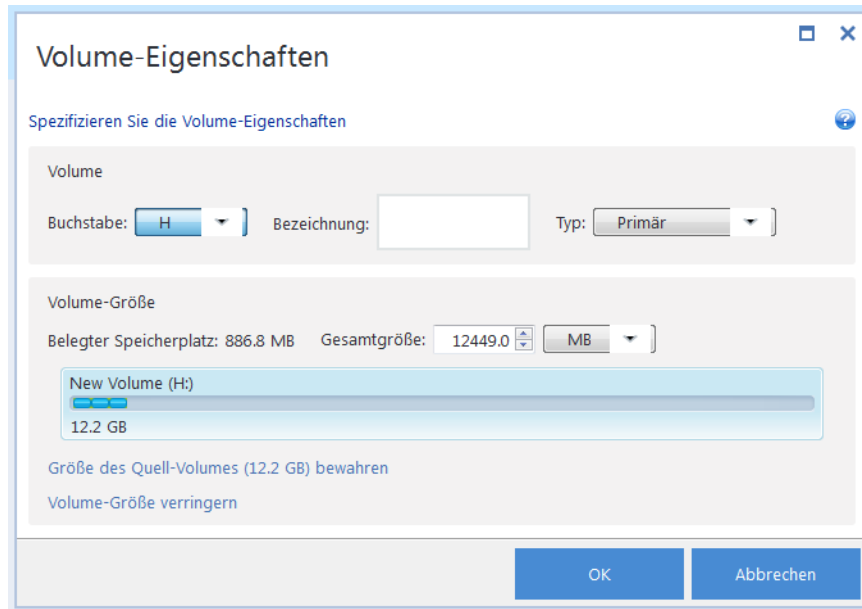 Volume-Eigenschaften
Spezifizieren Sie die Volume-Eigenschaften
Volume
Buchstabe: H Bezeichnung: Typ: Primär
Volume-Größe
Belegter Speicherplatz: 886.8 MB Gesamtgröße: 12449.0 MB
New Volume (H:)
12.2 GB
Größe des Quell-Volumes (12.2 GB) bewahren
Volume-Größe verringern
OK Abbrechen